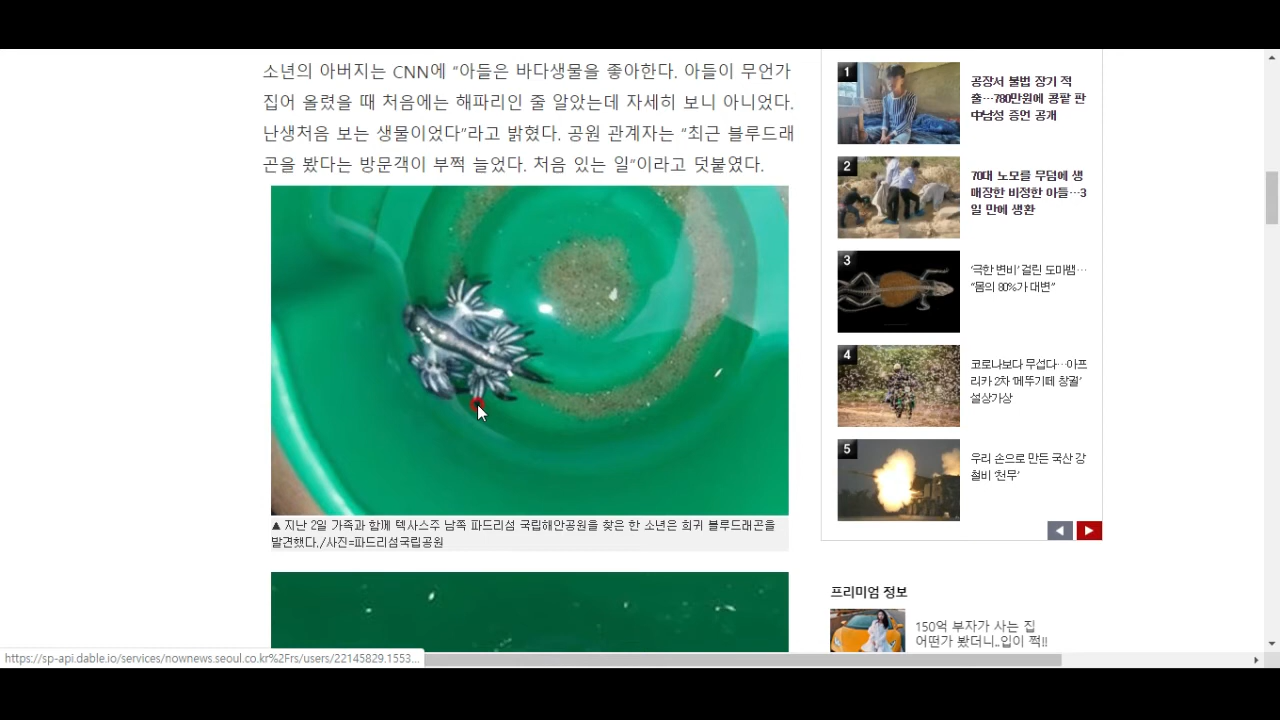 소년의 아버지는 CNN에 "아들은 바다생물을 좋아한다. 아들이 무언가
집어 올렸을 때 처음에는 해파리인 줄 알았는데 자세히 보니 아니었다.
난생처음 보는 생물이었다"라고 밝혔다. 공원 관계자는 "최근 블루드래
곤을 봤다는 방문객이 부쩍 늘었다. 처음 있는 일"이라고 덧붙였다.
▲ 지난 2일 가족과 함께 텍사스주 남쪽 파드리섬 국립해안공원을 찾은 한 소년은 희귀 블루드래곤을
발견했다./사진=파드리섬국립공원
1
공장서 불법 장기 적
출…780만원에 콩팥 판
中남성 증언 공개
2
70대 노모를 무덤에 생
매장한 비정한 아들…3
일 만에 생환
3
'극한 변비' 걸린 도마뱀…
"몸의 80%가 대변"
4
코로나보다 무섭다…아프
리카 2차 '메뚜기떼 창궐'
설상가상
5
우리 손으로 만든 국산 강
철비 '천무'
프리미엄 정보
150억 부자가 사는 집
어떤가 봤더니..입이 쩍!!
https://sp-api.dable.io/services/nownews.seoul.co.kr%2Frs/users/22145829.1553...